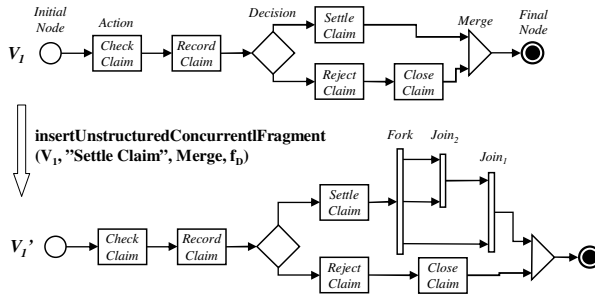 Initial
Node
Action
Decision
Merge
Final
Node
V1
Check
Claim
Record
Claim
Settle
Claim
Reject
Claim
Close
Claim
insertUnstructuredConcurrentlFragment
(V1, ”Settle Claim”, Merge, fD)
Fork
Join2
Join1
Settle
Claim
V1’
Check
Claim
Record
Claim
Reject
Claim
Close
Claim